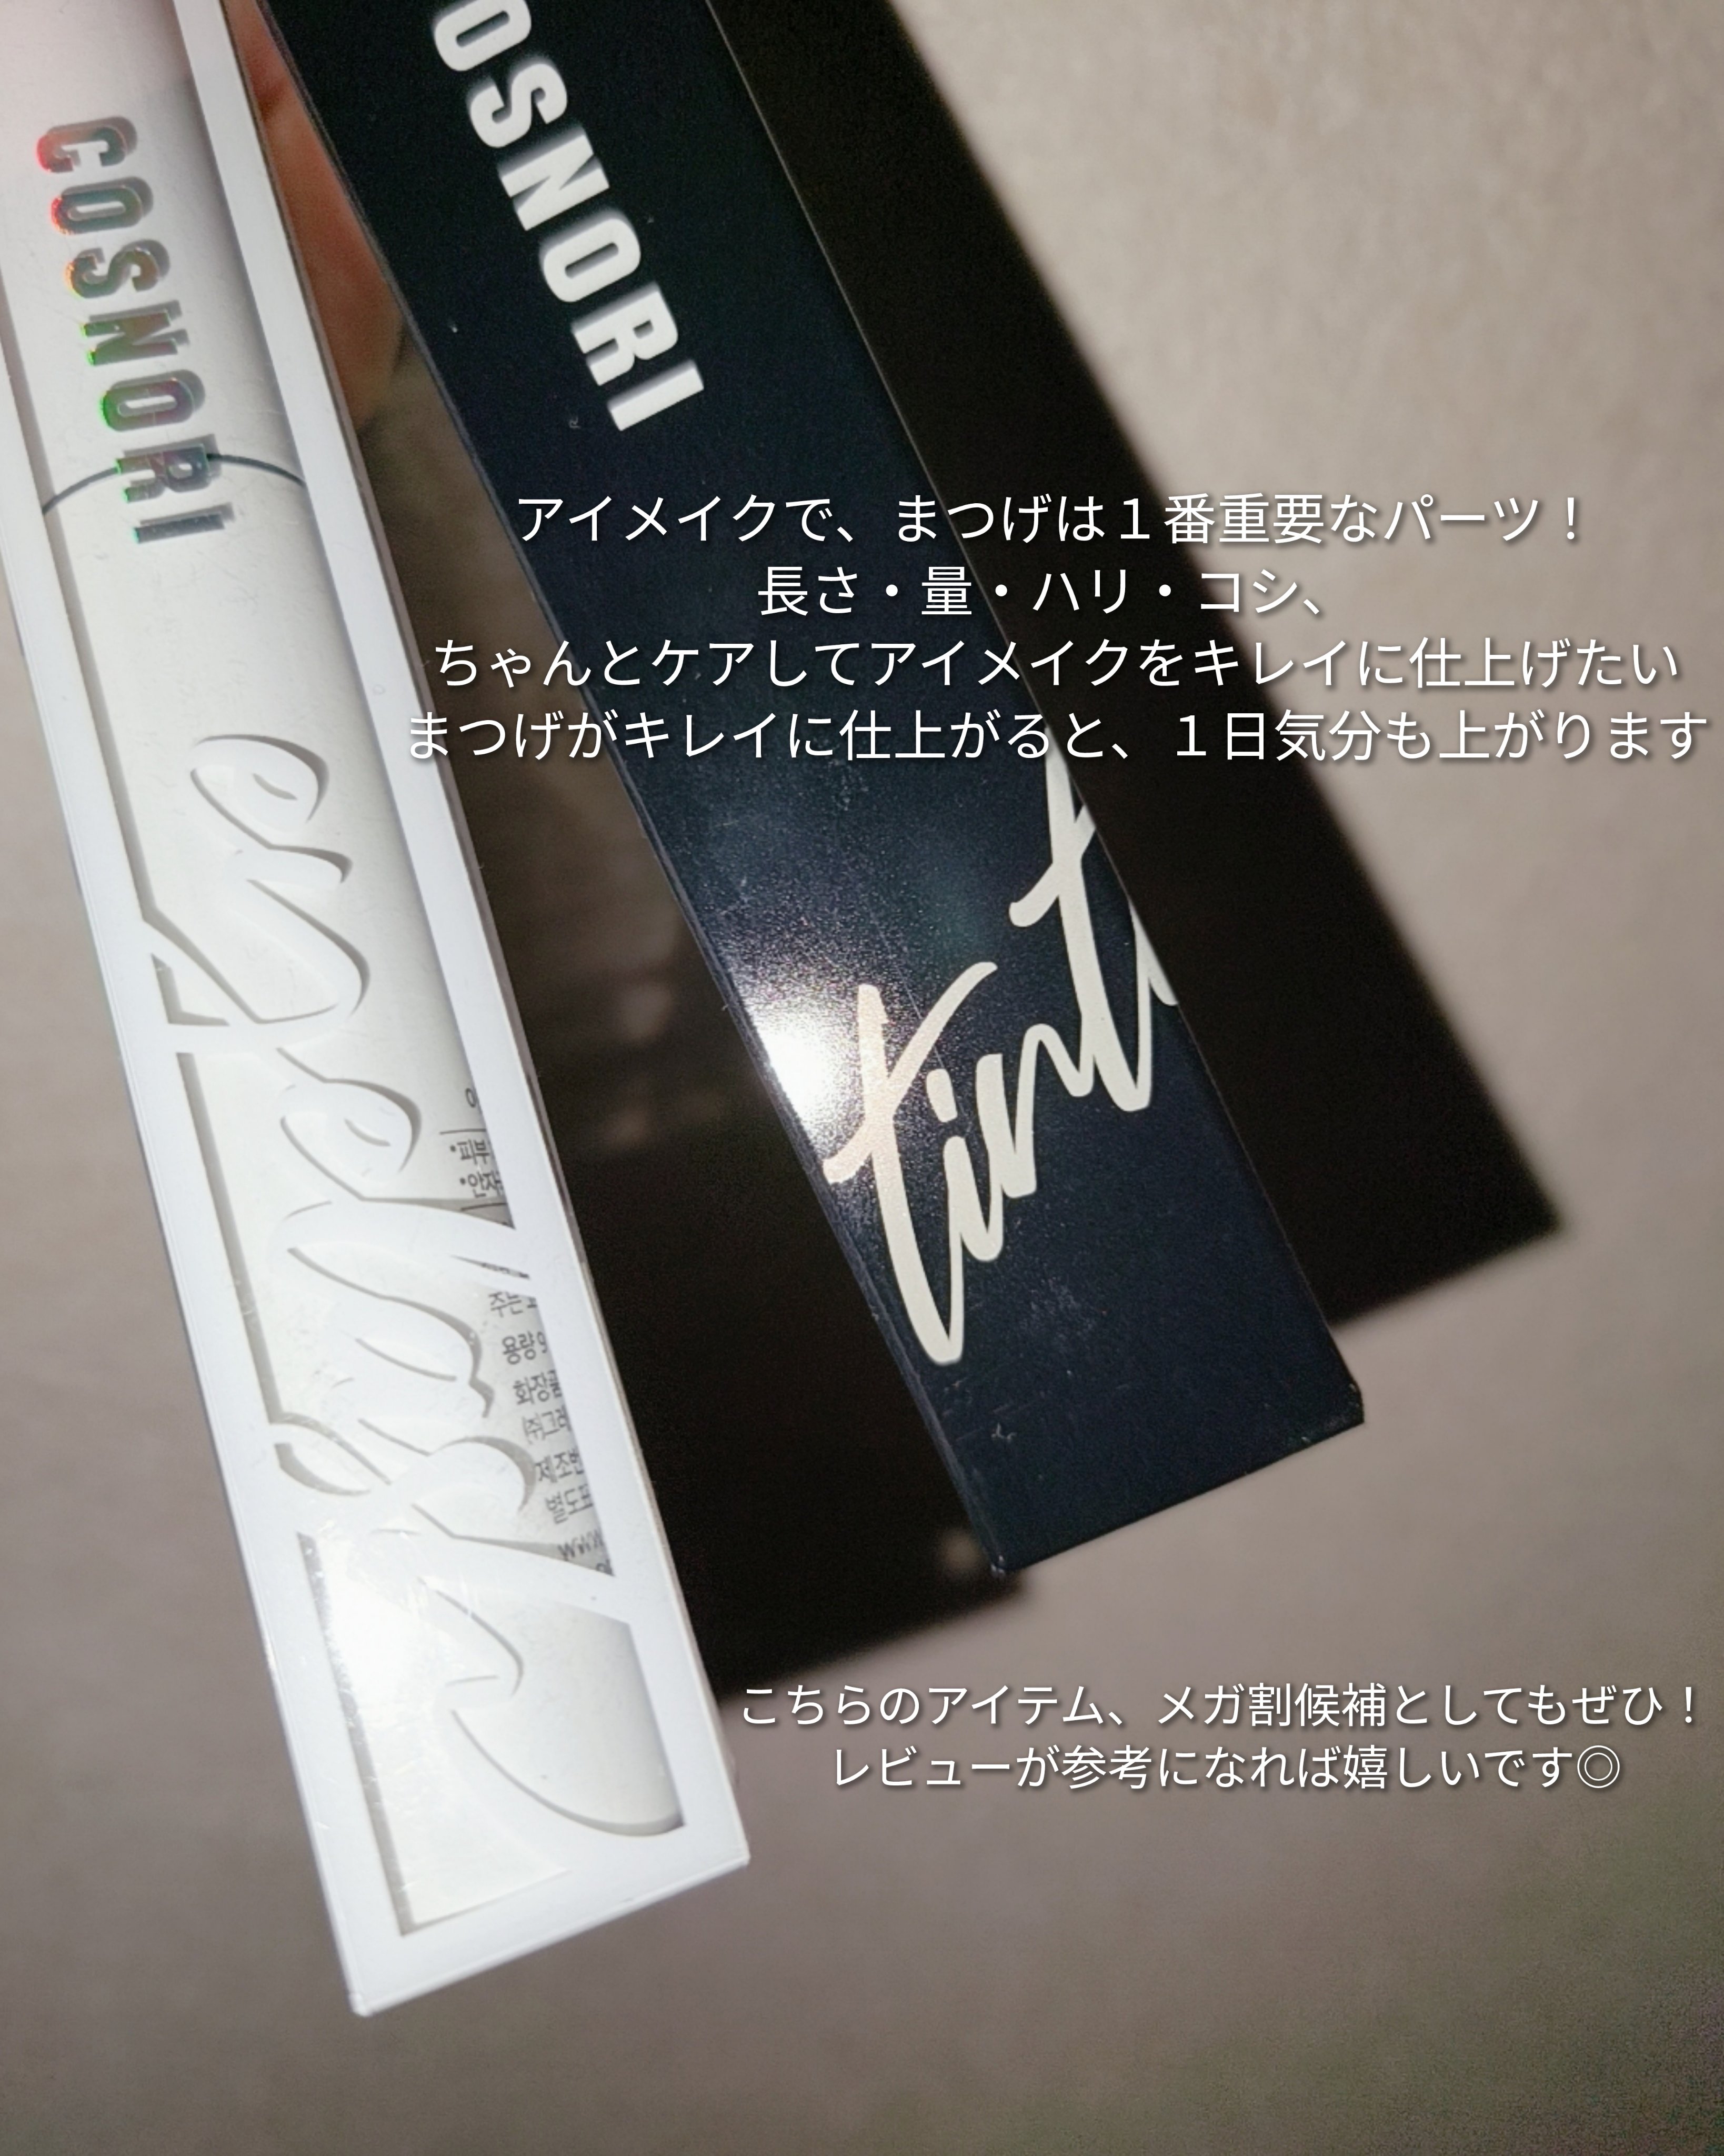 COSNORI
OSNORI
アイメイクで、まつげは１番重要なパーツ！
長さ・量・ハリ・コシ、
ちゃんとケアしてアイメイクをキレイに仕上げたい
まつげがキレイに仕上がると、１日気分も上がります
tint
こちらのアイテム、メガ割候補としてもぜひ！
レビューが参考になれば嬉しいです◎
용량 9